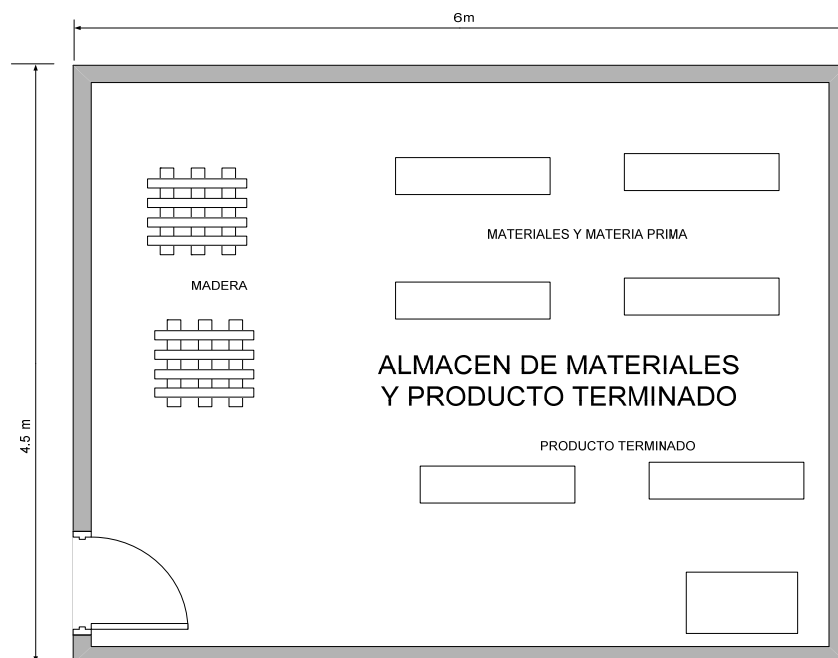 6m
MATERIALES Y MATERIA PRIMA
MADERA
ALMACEN DE MATERIALES
Y PRODUCTO TERMINADO
4.5 m
PRODUCTO TERMINADO